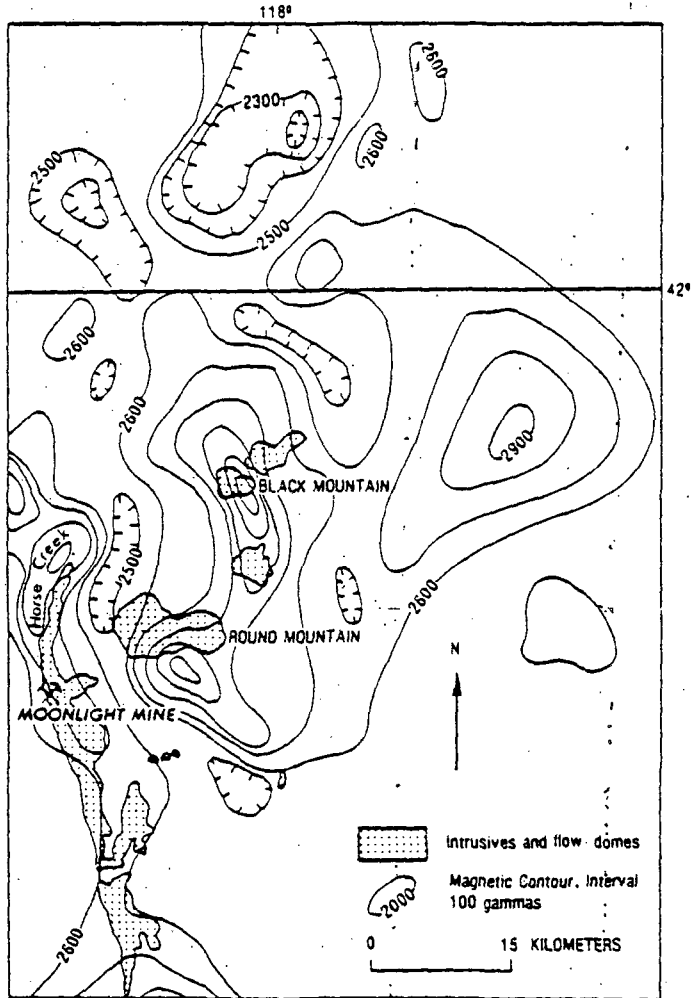 118°
2600
2300
2600
2500
2500
42°
2600
2600
2900
BLACK MOUNTAIN
Horse Creek
2500
2600
ROUND MOUNTAIN
N
MOONLIGHT MINE
Intrusives and flow domes
Magnetic Contour, Interval
2000
100 gammas
2600
0 15 KILOMETERS